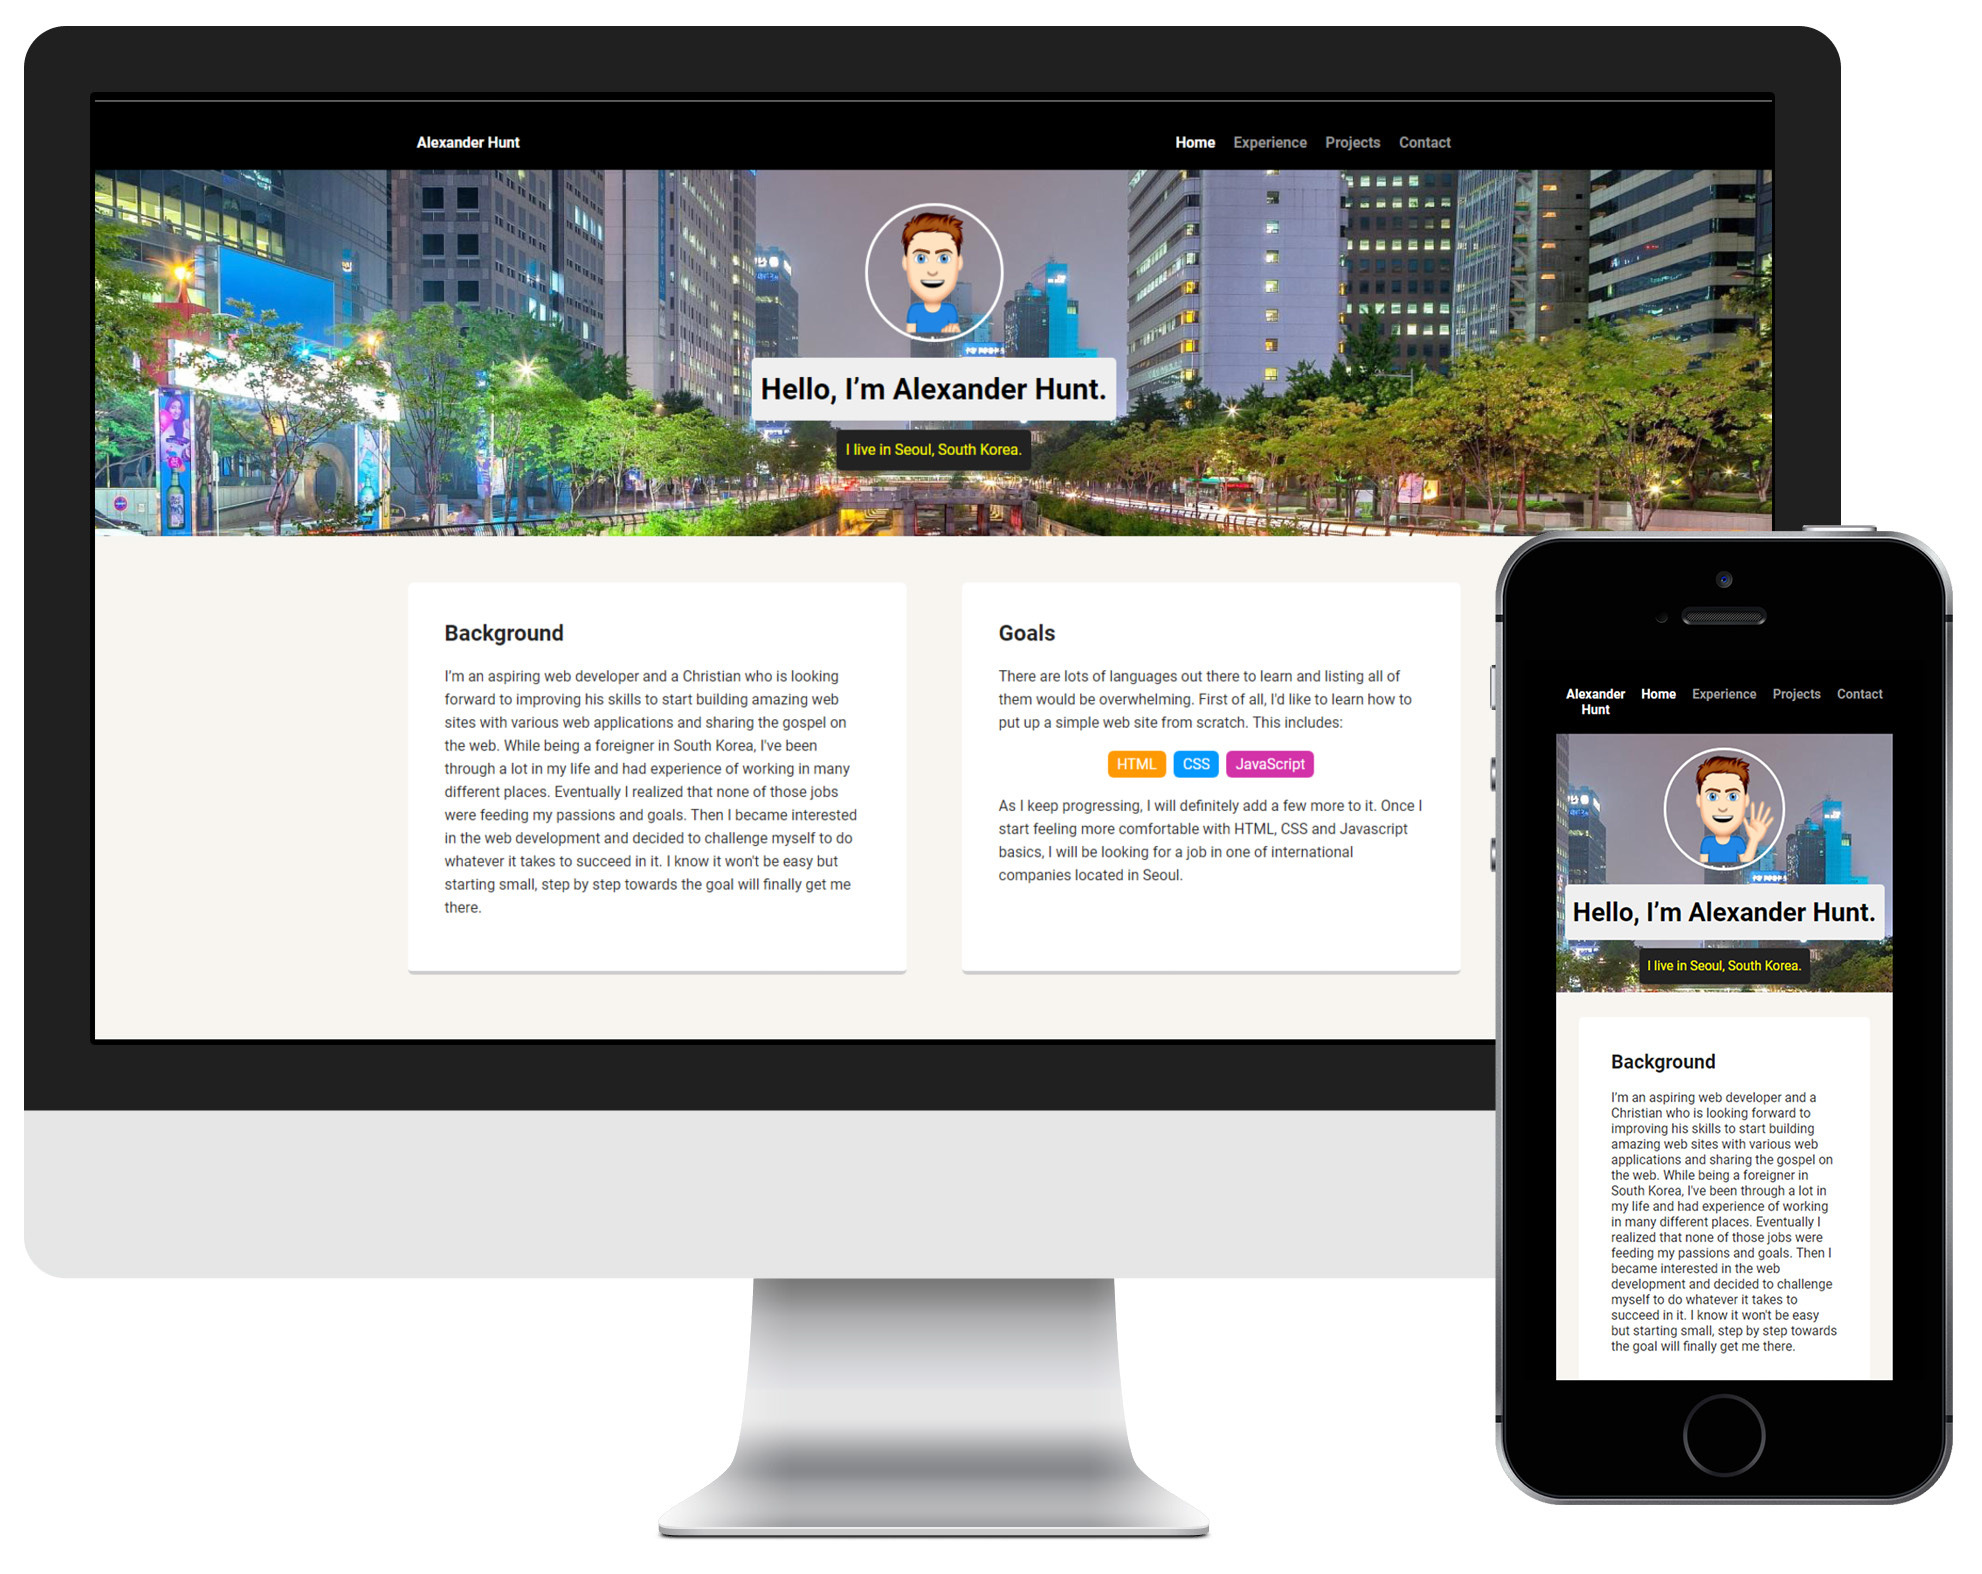 Alexander Hunt
Home Experience Projects Contact
Hello, I’m Alexander Hunt.
I live in Seoul, South Korea.
Background
I'm an aspiring web developer and a Christian who is looking
forward to improving his skills to start building amazing web
sites with various web applications and sharing the gospel on
the web. While being a foreigner in South Korea, I've been
through a lot in my life and had experience of working in many
different places. Eventually I realized that none of those jobs
were feeding my passions and goals. Then I became interested
in the web development and decided to challenge myself to do
whatever it takes to succeed in it. I know it won't be easy but
starting small, step by step towards the goal will finally get me
there.
Goals
There are lots of languages out there to learn and listing all of
them would be overwhelming. First of all, I'd like to learn how to
put up a simple web site from scratch. This includes:
HTML CSS JavaScript
As I keep progressing, I will definitely add a few more to it. Once I
start feeling more comfortable with HTML, CSS and Javascript
basics, I will be looking for a job in one of international
companies located in Seoul.
Alexander
Hunt
Home Experience Projects Contact
Hello, I’m Alexander Hunt.
I live in Seoul, South Korea.
Background
I'm an aspiring web developer and a
Christian who is looking forward to
improving his skills to start building
amazing web sites with various web
applications and sharing the gospel on
the web. While being a foreigner in
South Korea, I've been through a lot in
my life and had experience of working
in many different places. Eventually I
realized that none of those jobs were
feeding my passions and goals. Then I
became interested in the web
development and decided to challenge
myself to do whatever it takes to
succeed in it. I know it won't be easy
but starting small, step by step towards
the goal will finally get me there.